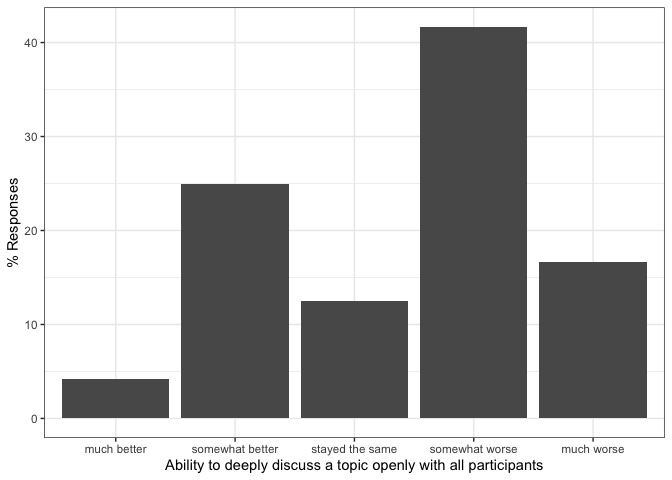 40
30
20
10
0
% Responses
much better somewhat better stayed the same somewhat worse much worse
Ability to deeply discuss a topic openly with all participants